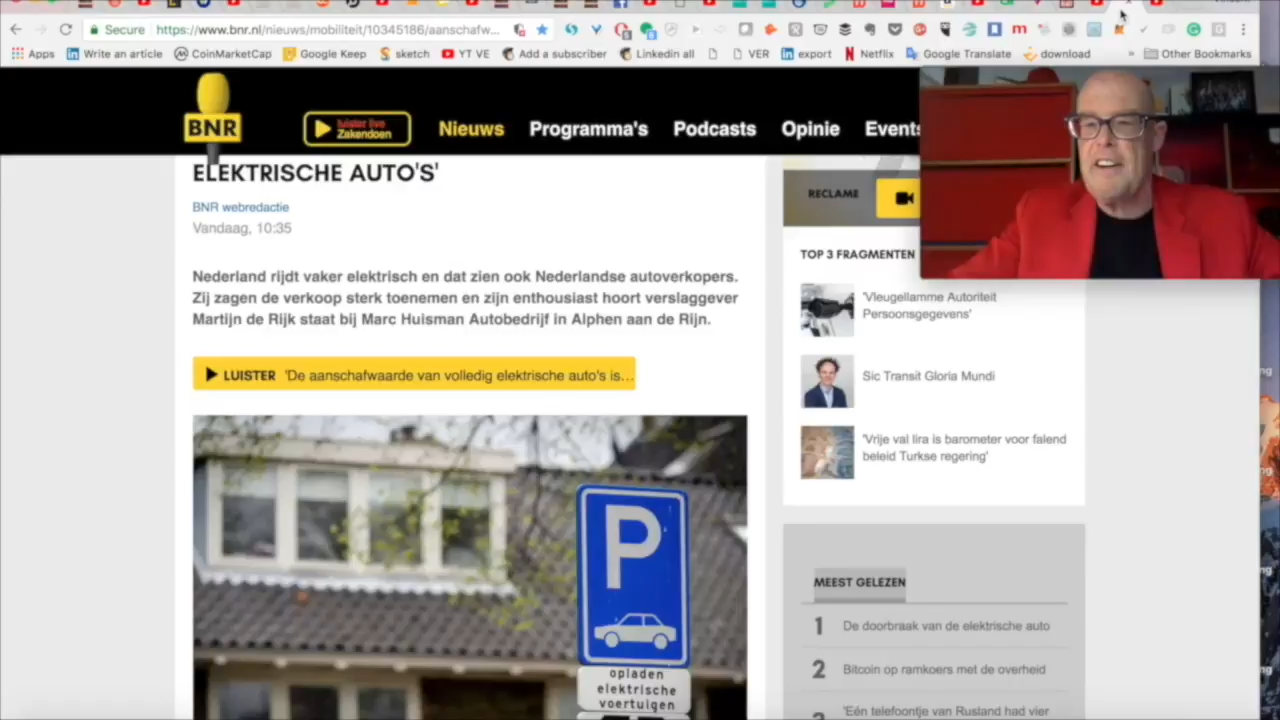 Secure
https://www.bnr.nl/nieuws/mobiliteit/10345186/aanschafw...
Apps
Write an article
CoinMarketCap
Google Keep
sketch
YT VE
Add a subscriber
Linkedin all
VER
export
Netflix
Google Translate
download
»
Other Bookmarks
BNR
luister live
Zakendoen
Nieuws
Programma's
Podcasts
Opinie
Events
ELEKTRISCHE AUTO'S'
BNR webredactie
Vandaag, 10:35
Nederland rijdt vaker elektrisch en dat zien ook Nederlandse autoverkopers.
Zij zagen de verkoop sterk toenemen en zijn enthousiast hoort verslaggever
Martijn de Rijk staat bij Marc Huisman Autobedrijf in Alphen aan de Rijn.
LUISTER 'De aanschafwaarde van volledig elektrische auto's is...
P
opladen
elektrische
voertuigen
RECLAME
TOP 3 FRAGMENTEN
'Vleugellamme Autoriteit
Persoonsgegevens'
Sic Transit Gloria Mundi
'Vrije val lira is barometer voor falend
beleid Turkse regering'
MEEST GELEZEN
1 De doorbraak van de elektrische auto
2 Bitcoin op ramkoers met de overheid
'Eén telefoontje van Rusland had vier